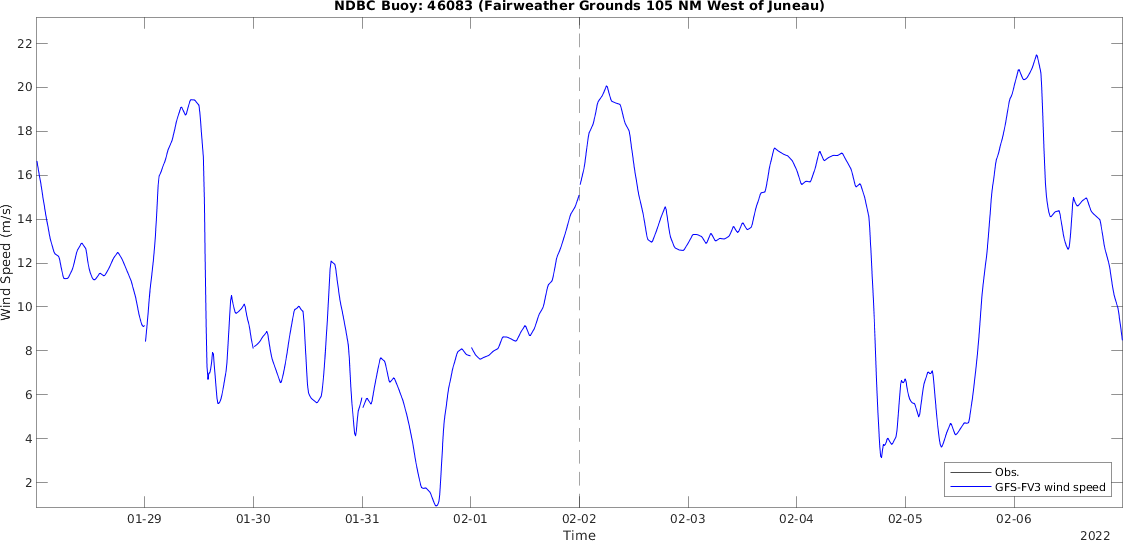 NDBC Buoy: 46083 (Fairweather Grounds 105 NM West of Juneau)
22
20
18
16
14
12
10
8
6
4
2
Wind Speed (m/s)
Obs.
GFS-FV3 wind speed
01-29 01-30 01-31 02-01 02-02 02-03 02-04 02-05 02-06
Time
2022